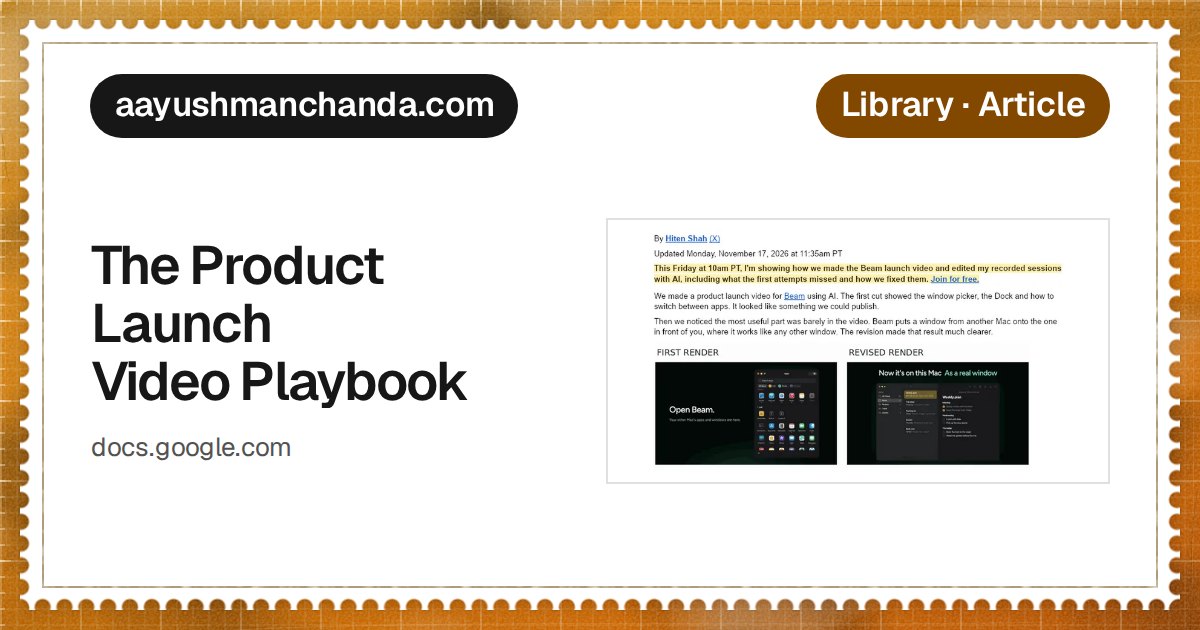 aayushmanchanda.com
Library · Article
The Product
Launch
Video Playbook
docs.google.com
By Hiten Shah (X)
Updated Monday, November 17, 2026 at 11:35am PT
This Friday at 10am PT, I'm showing how we made the Beam launch video and edited my recorded sessions
with AI, including what the first attempts missed and how we fixed them. Join for free.
We made a product launch video for Beam using AI. The first cut showed the window picker, the Dock and how to
switch between apps. It looked like something we could publish.
Then we noticed the most useful part was barely in the video. Beam puts a window from another Mac onto the one
in front of you, where it works like any other window. The revision made that result much clearer.
FIRST RENDER
REVISED RENDER
Open Beam.
Now it's on this Mac As a real window
Weekly plan